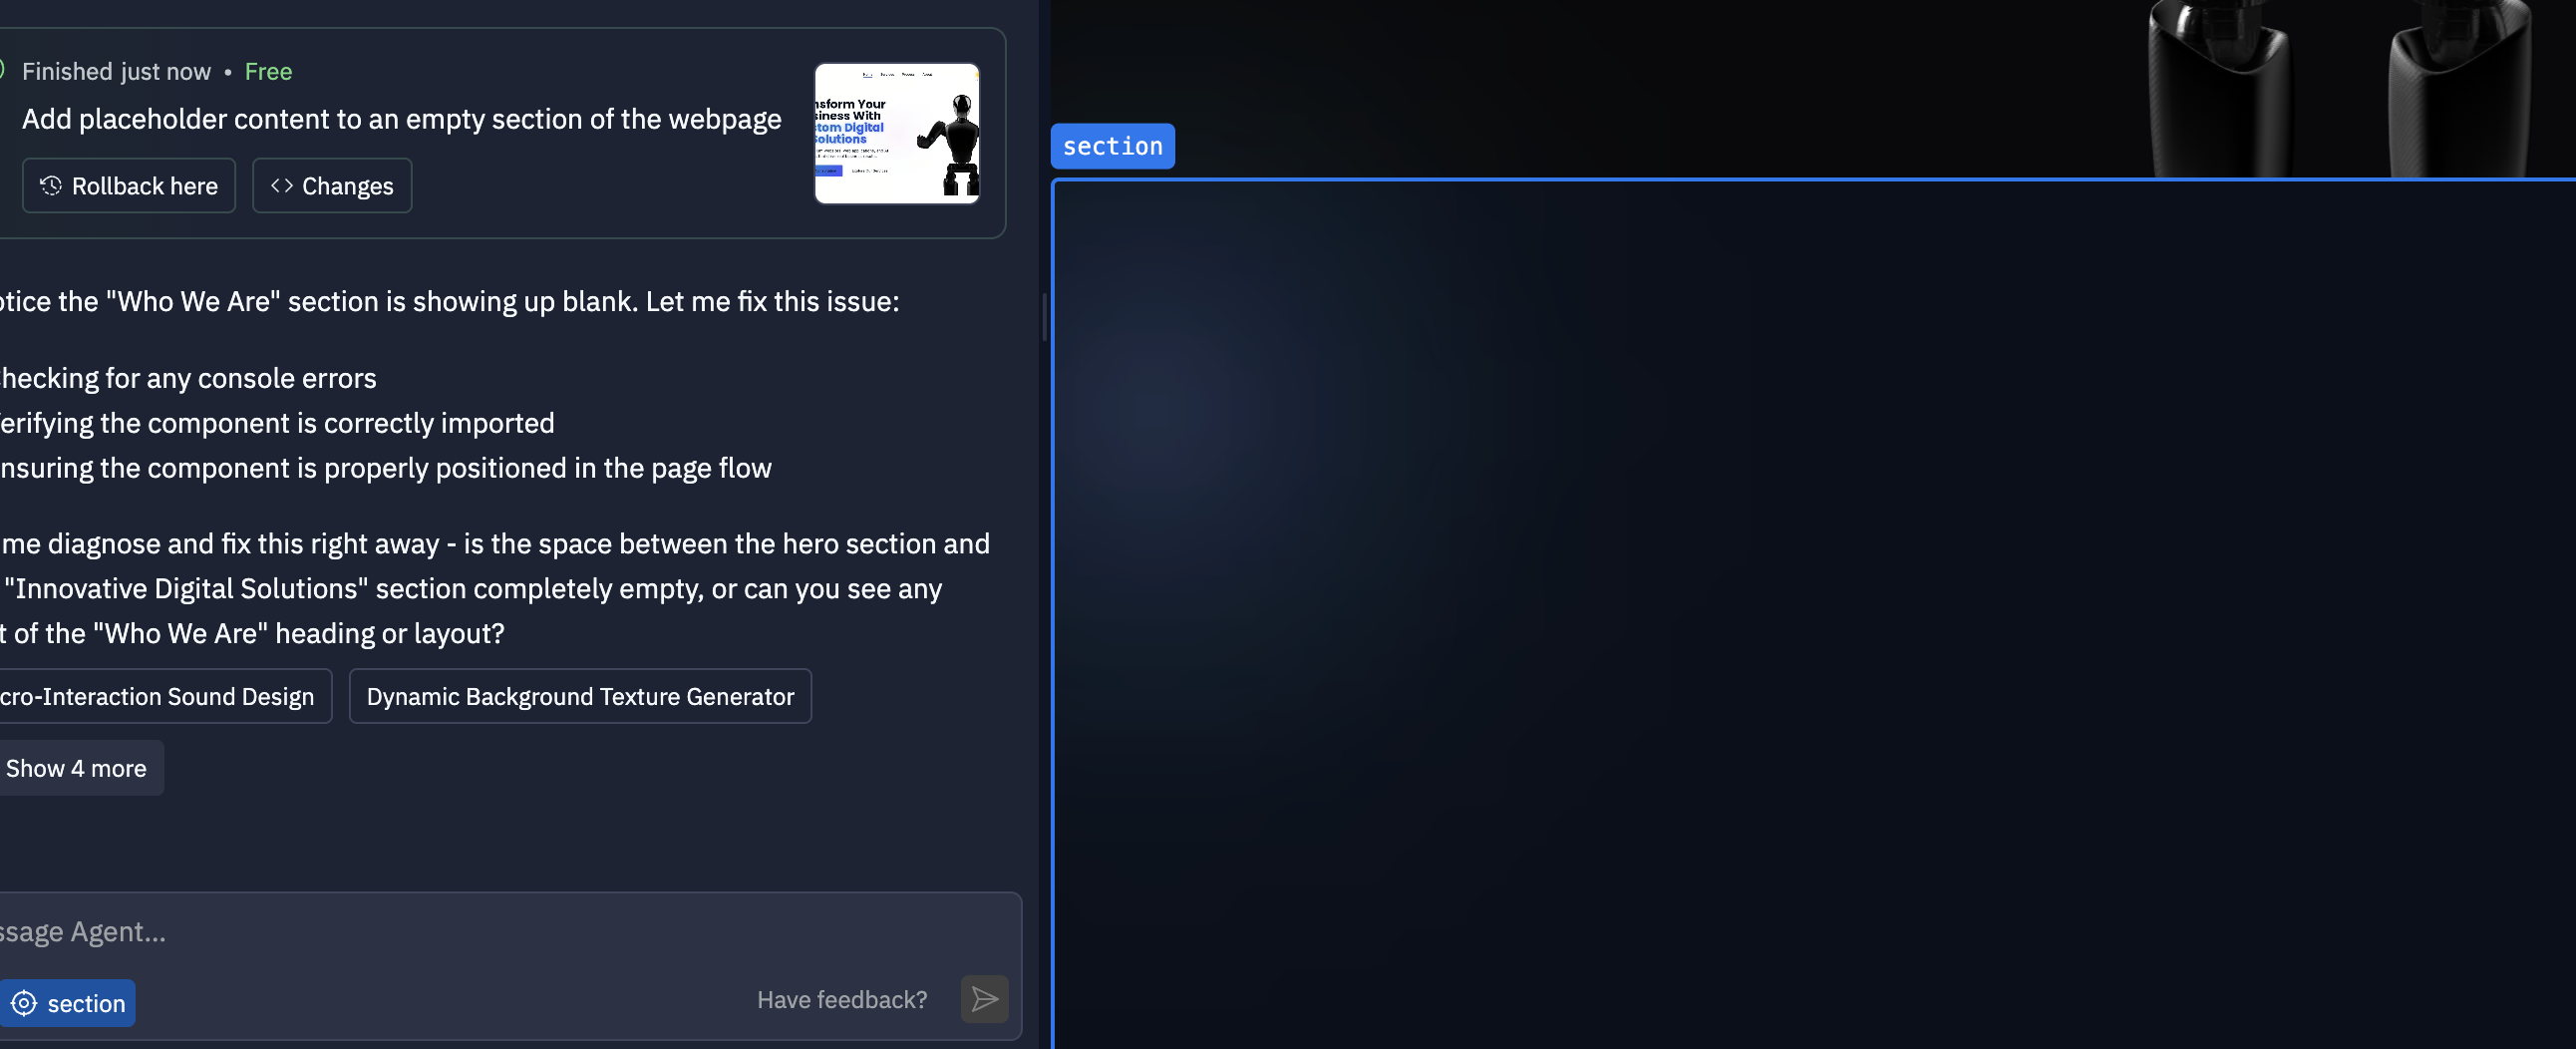 Finished just now • Free
Add placeholder content to an empty section of the webpage
Rollback here
<> Changes
nsform Your
siness With
tom Digital
Solutions
otice the "Who We Are" section is showing up blank. Let me fix this issue:
hecking for any console errors
erifying the component is correctly imported
nsuring the component is properly positioned in the page flow
me diagnose and fix this right away - is the space between the hero section and
"Innovative Digital Solutions" section completely empty, or can you see any
t of the "Who We Are" heading or layout?
cro-Interaction Sound Design
Dynamic Background Texture Generator
Show 4 more
ssage Agent...
section
Have feedback?
section